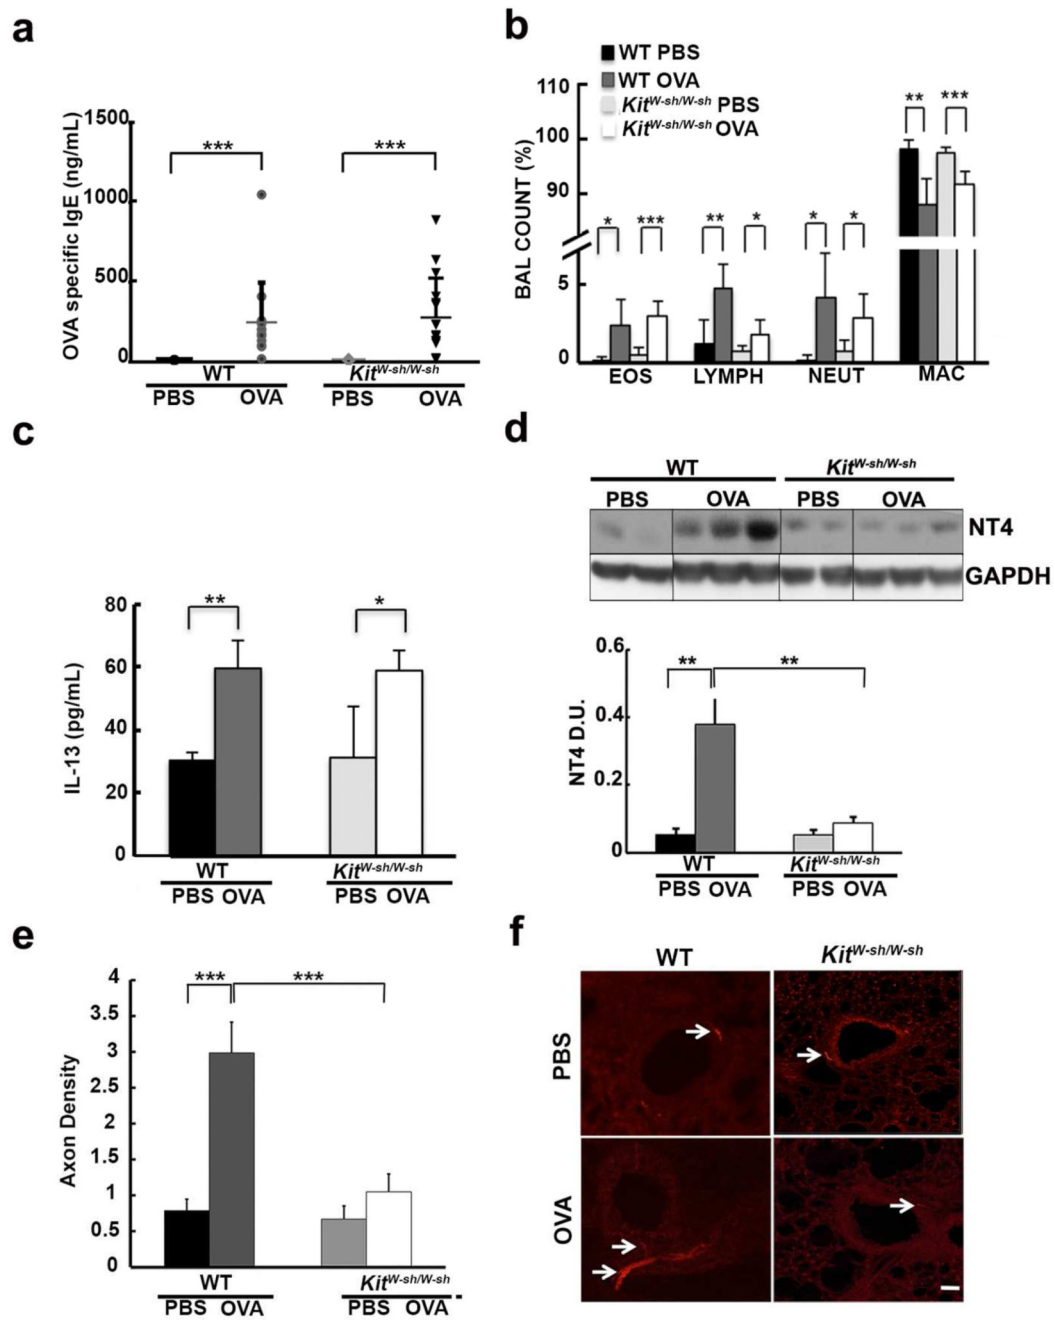 a
OVA specific IgE (ng/mL)
1500
1000
500
0
***
***
WT
Kit^W-sh/W-sh
PBS
OVA
PBS
OVA
b
WT PBS
WT OVA
Kit^W-sh/W-sh PBS
Kit^W-sh/W-sh OVA
BAL COUNT (%)
110
100
90
5
0
*
***
**
*
*
*
**
***
EOS
LYMPH
NEUT
MAC
c
IL-13 (pg/mL)
80
60
40
20
0
**
*
WT
Kit^W-sh/W-sh
PBS
OVA
PBS
OVA
d
WT
Kit^W-sh/W-sh
PBS
OVA
PBS
OVA
NT4
GAPDH
NT4 D.U.
0.6
0.4
0.2
0
**
**
WT
Kit^W-sh/W-sh
PBS
OVA
PBS
OVA
e
Axon Density
4
3.5
3
2.5
2
1.5
1
0.5
0
***
***
WT
Kit^W-sh/W-sh
PBS
OVA
PBS
OVA
f
WT
Kit^W-sh/W-sh
PBS
OVA